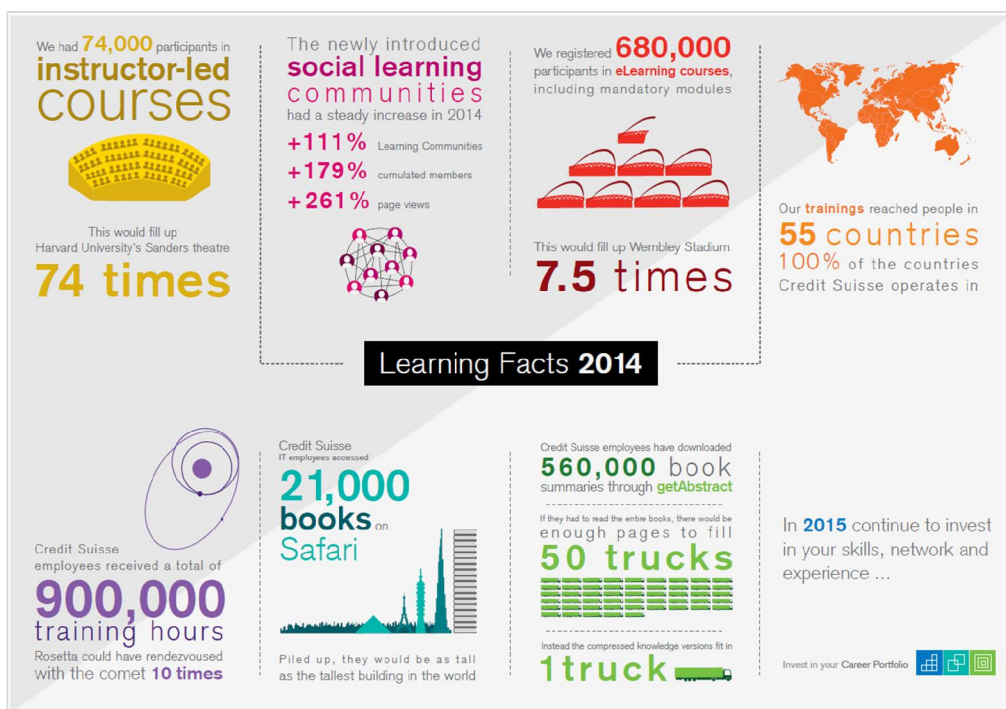 We had 74,000 participants in
instructor-led
courses
This would fill up
Harvard University's Sanders theatre
74 times
The newly introduced
social learning
communities
had a steady increase in 2014
+111% Learning Communities
+179% cumulated members
+261% page views
We registered 680,000
participants in eLearning courses,
including mandatory modules
This would fill up Wembley Stadium
7.5 times
Our trainings reached people in
55 countries
100% of the countries
Credit Suisse operates in
Learning Facts 2014
Credit Suisse
employees received a total of
900,000
training hours
Rosetta could have rendezvoused
with the comet 10 times
Credit Suisse
IT employees accessed
21,000
books on
Safari
Piled up, they would be as tall
as the tallest building in the world
Credit Suisse employees have downloaded
560,000 book
summaries through getAbstract
If they had to read the entire books, there would be
enough pages to fill
50 trucks
Instead the compressed knowledge versions fit in
1 truck
In 2015 continue to invest
in your skills, network and
experience ...
Invest in your Career Portfolio